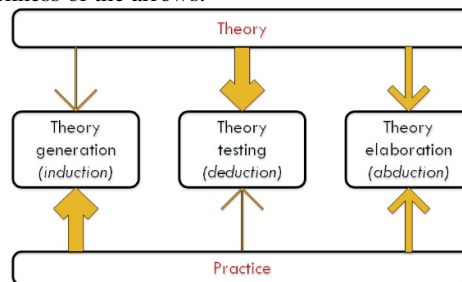 Theory
Theory
generation
(induction)
Theory
testing
(deduction)
Theory
elaboration
(abduction)
Practice